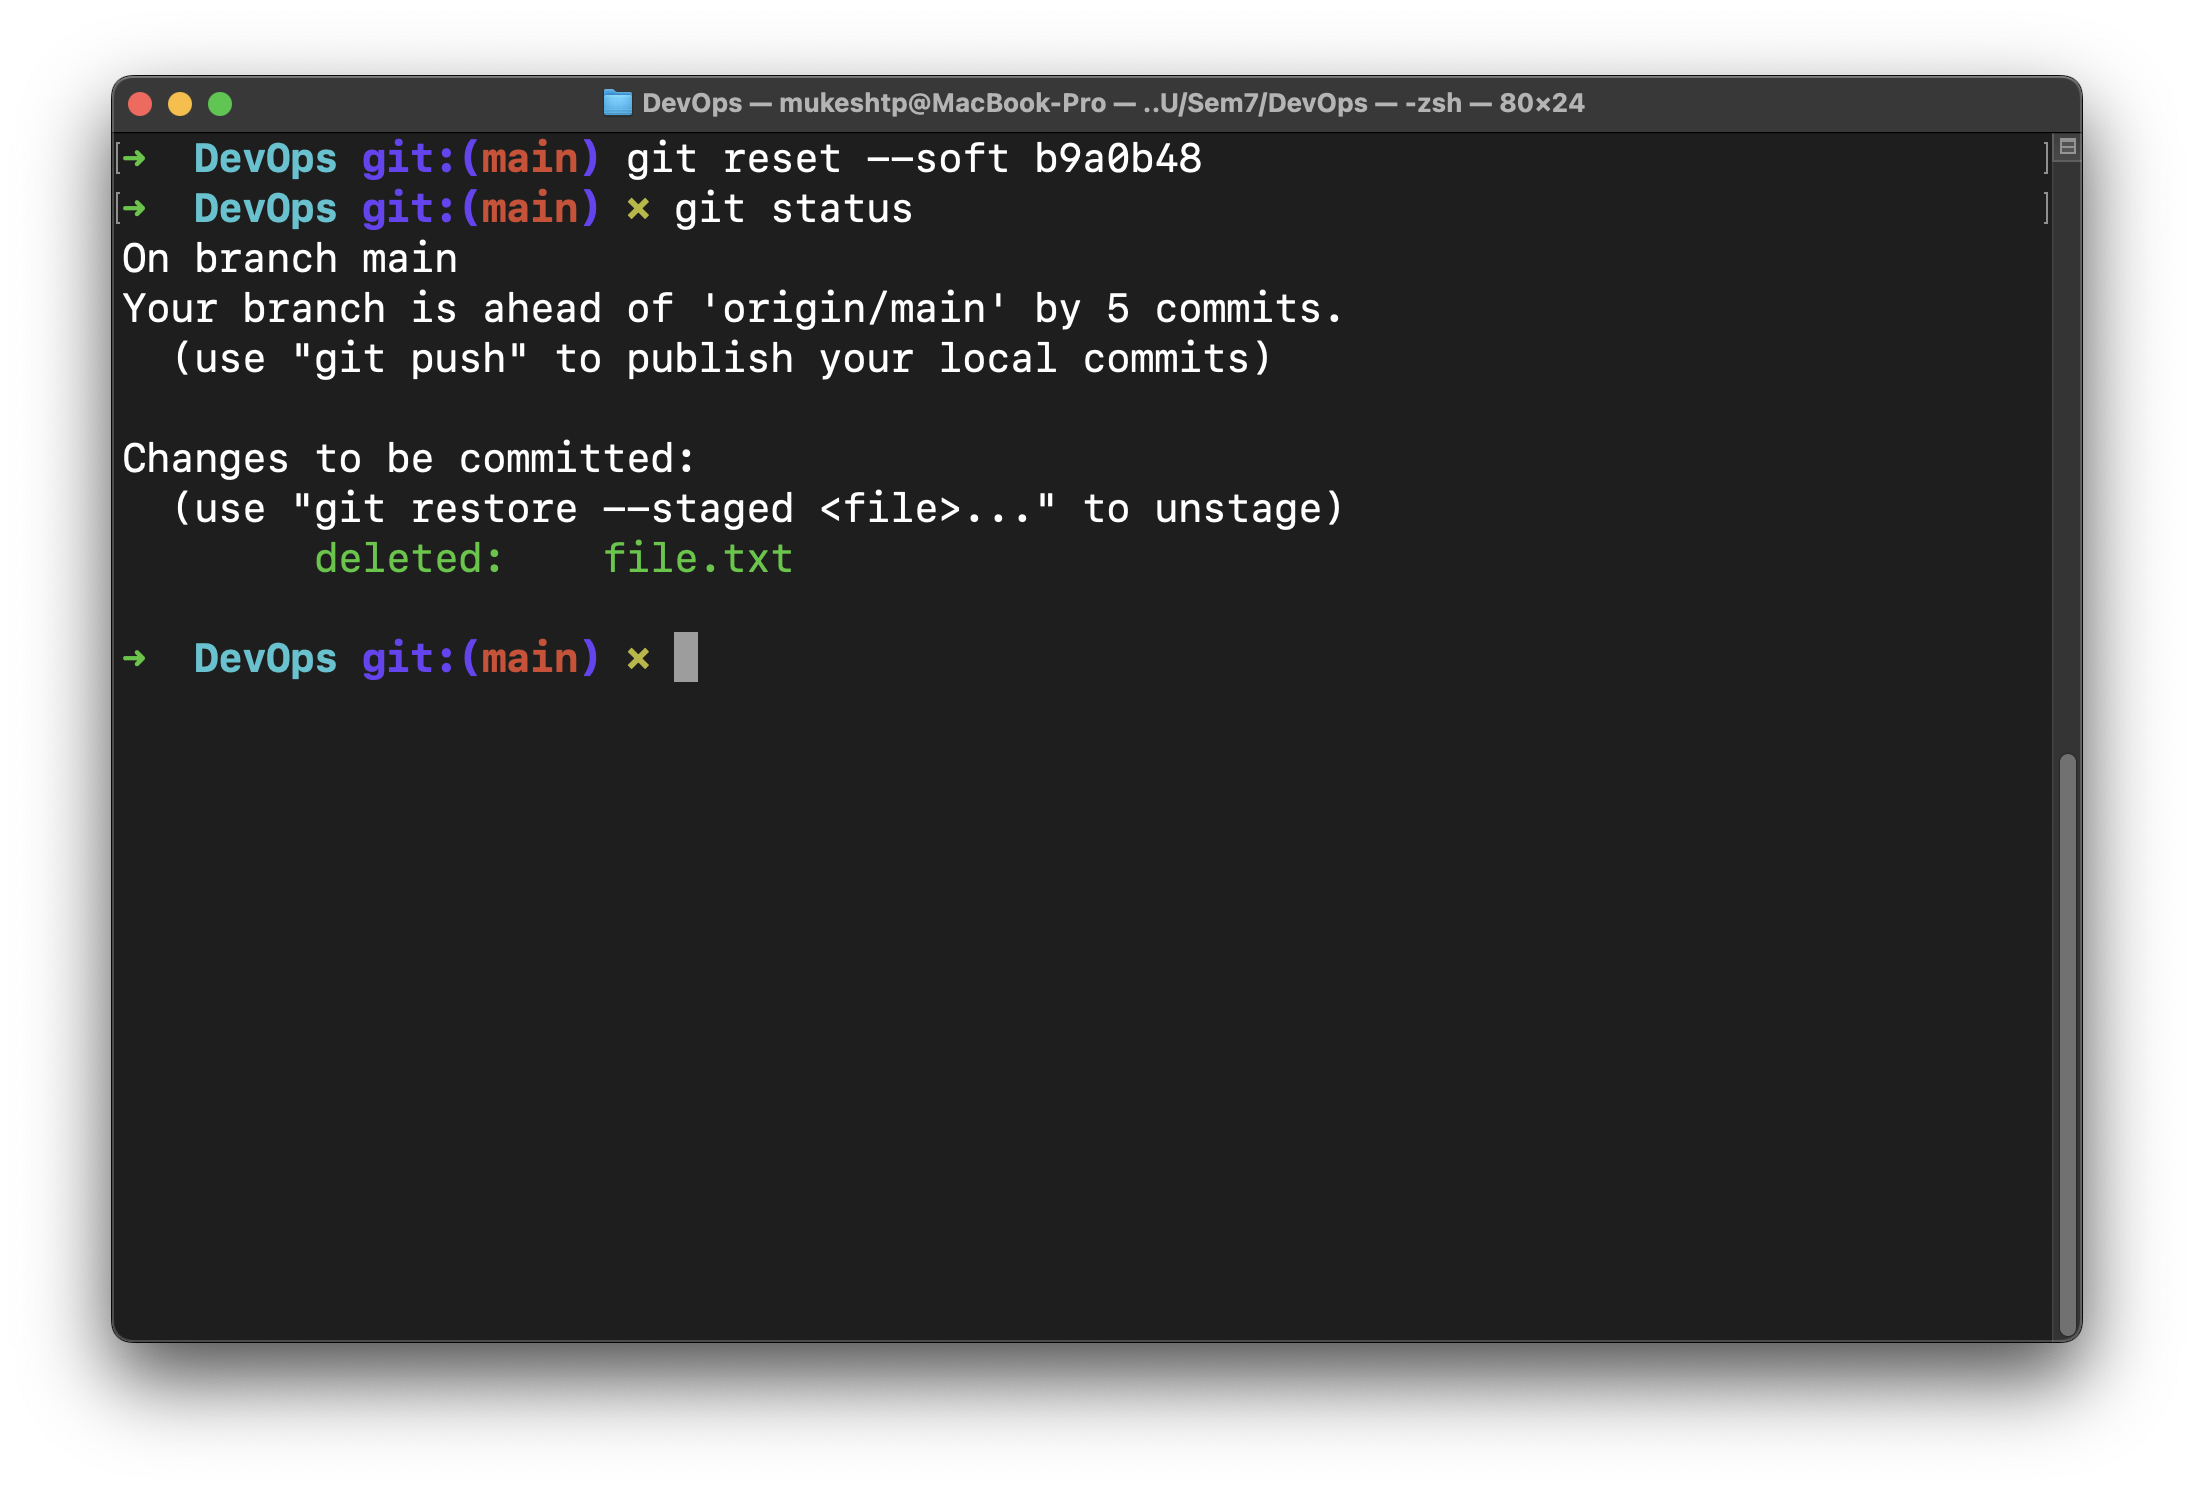 DevOps — mukeshtp@MacBook-Pro — ..U/Sem7/DevOps — -zsh — 80×24
[➜  DevOps git:(main) git reset --soft b9a0b48 ]
[➜  DevOps git:(main) ✗ git status ]
On branch main
Your branch is ahead of 'origin/main' by 5 commits.
  (use "git push" to publish your local commits)

Changes to be committed:
  (use "git restore --staged <file>..." to unstage)
        deleted:    file.txt

➜  DevOps git:(main) ✗